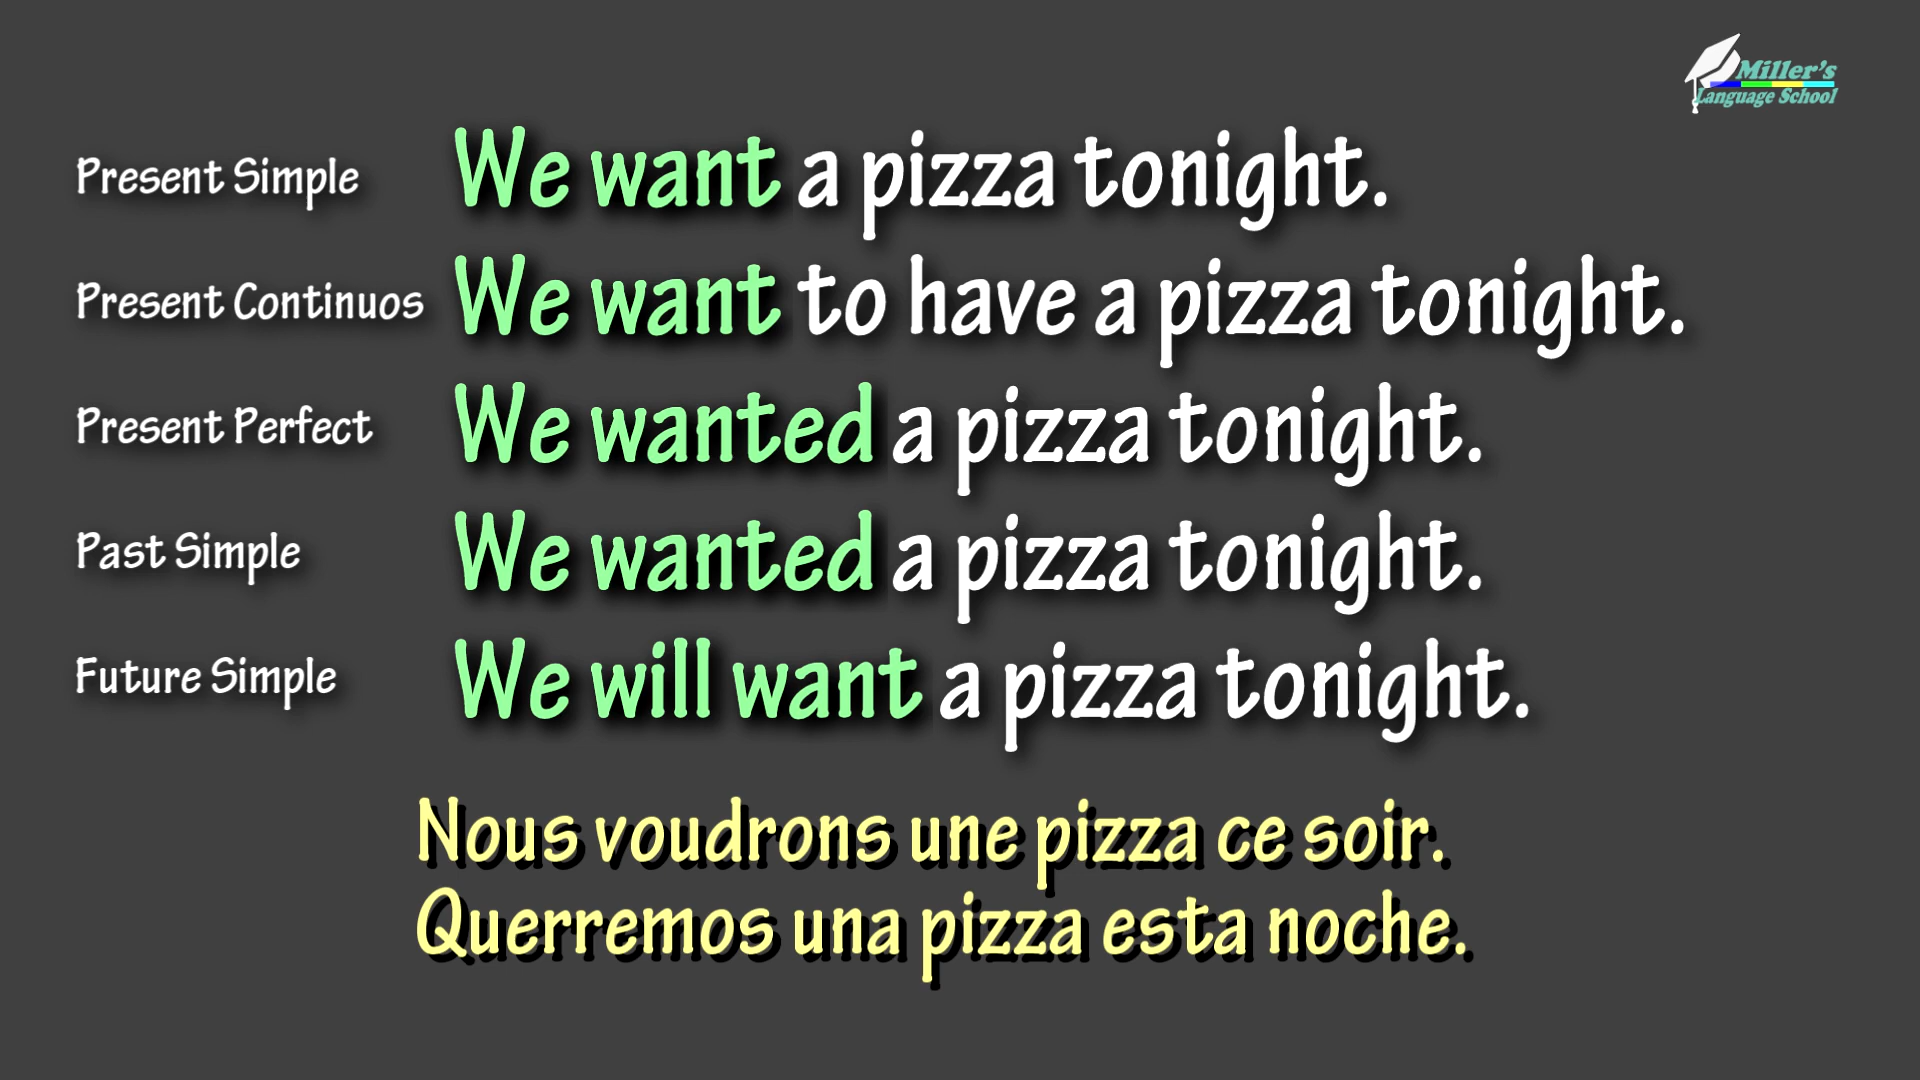 Miller's
Language School
Present Simple We want a pizza tonight.
Present Continuos We want to have a pizza tonight.
Present Perfect We wanted a pizza tonight.
Past Simple We wanted a pizza tonight.
Future Simple We will want a pizza tonight.
Nous voudrons une pizza ce soir.
Querremos una pizza esta noche.